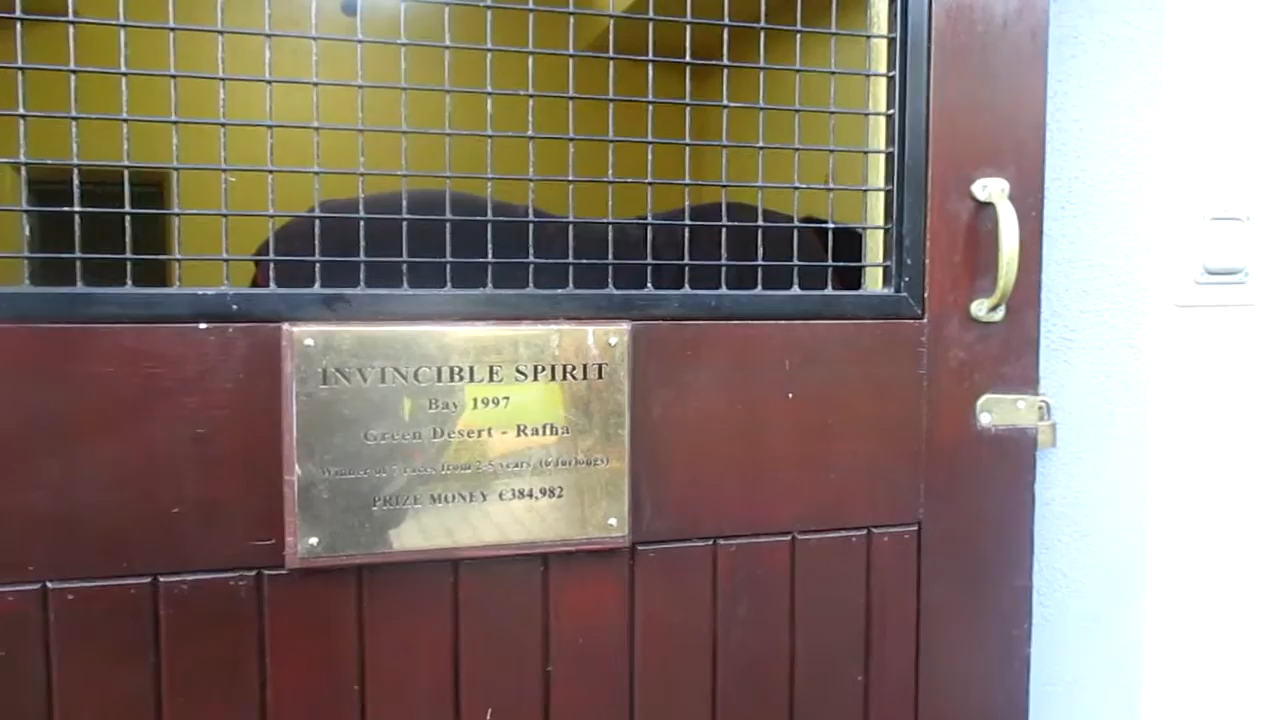 INVINCIBLE SPIRIT
Bay 1997
Green Desert - Rafha
Winner of 7 races from 2-5 years (6 furlongs)
PRIZE MONEY €384,982